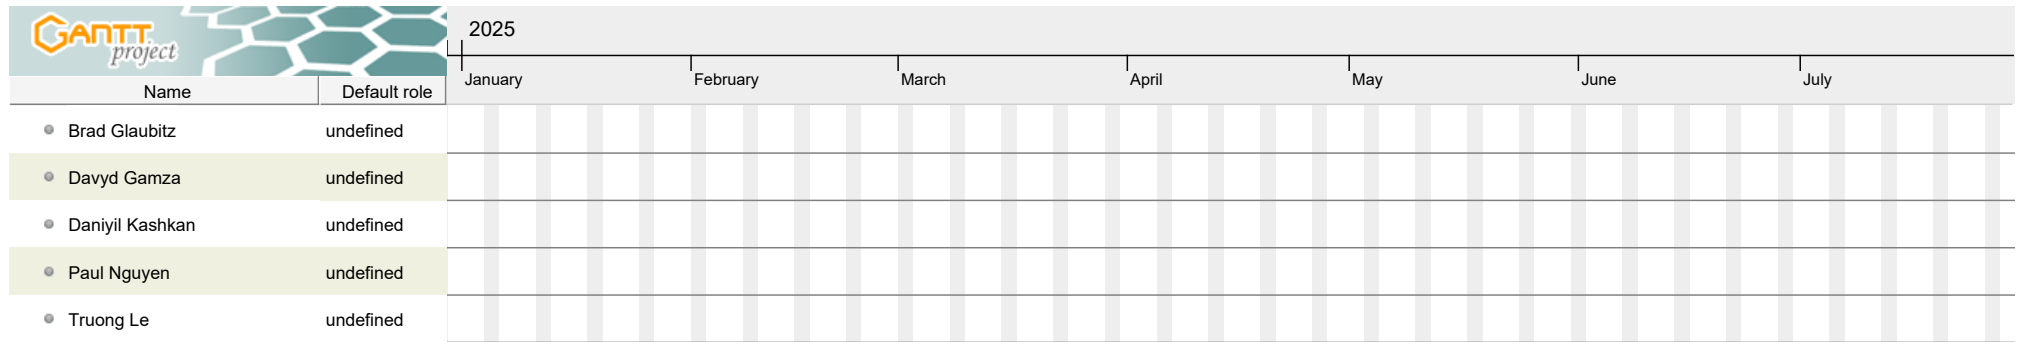 GANTT
project
2025
January February March April May June July
Name Default role
Brad Glaubitz undefined
Davyd Gamza undefined
Daniyil Kashkan undefined
Paul Nguyen undefined
Truong Le undefined